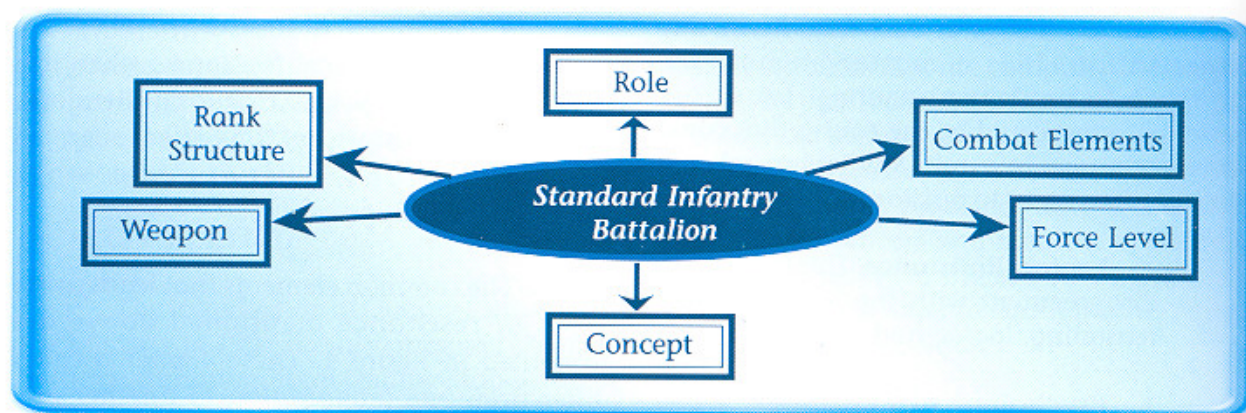 Role
Rank
Structure
Combat Elements
Standard Infantry
Battalion
Weapon
Force Level
Concept